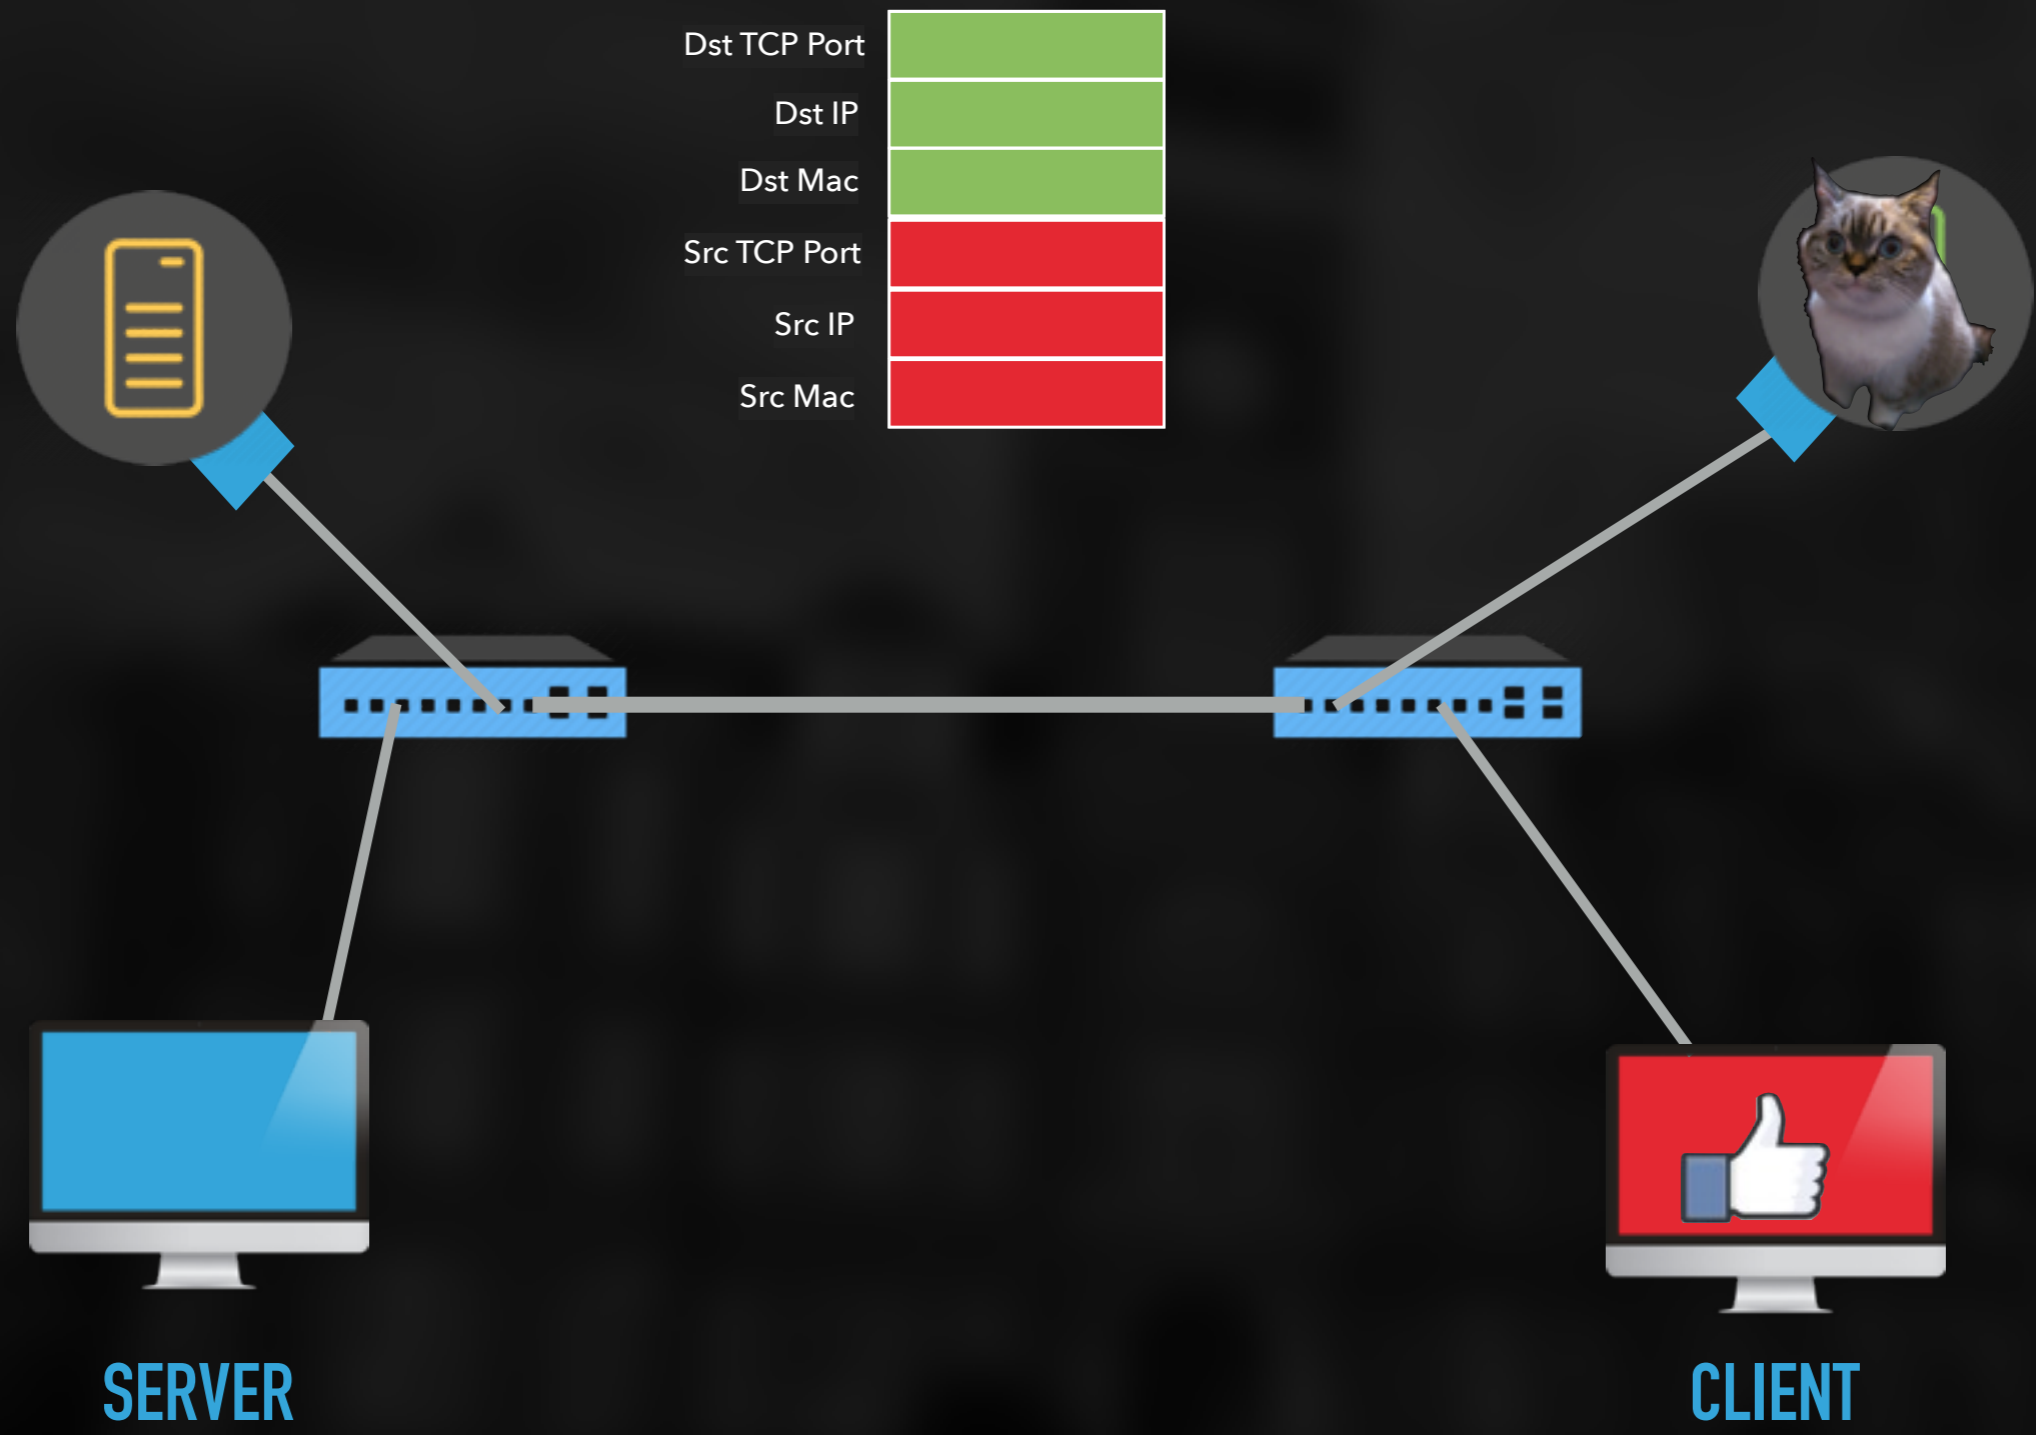 Dst TCP Port
Dst IP
Dst Mac
Src TCP Port
Src IP
Src Mac
SERVER
CLIENT